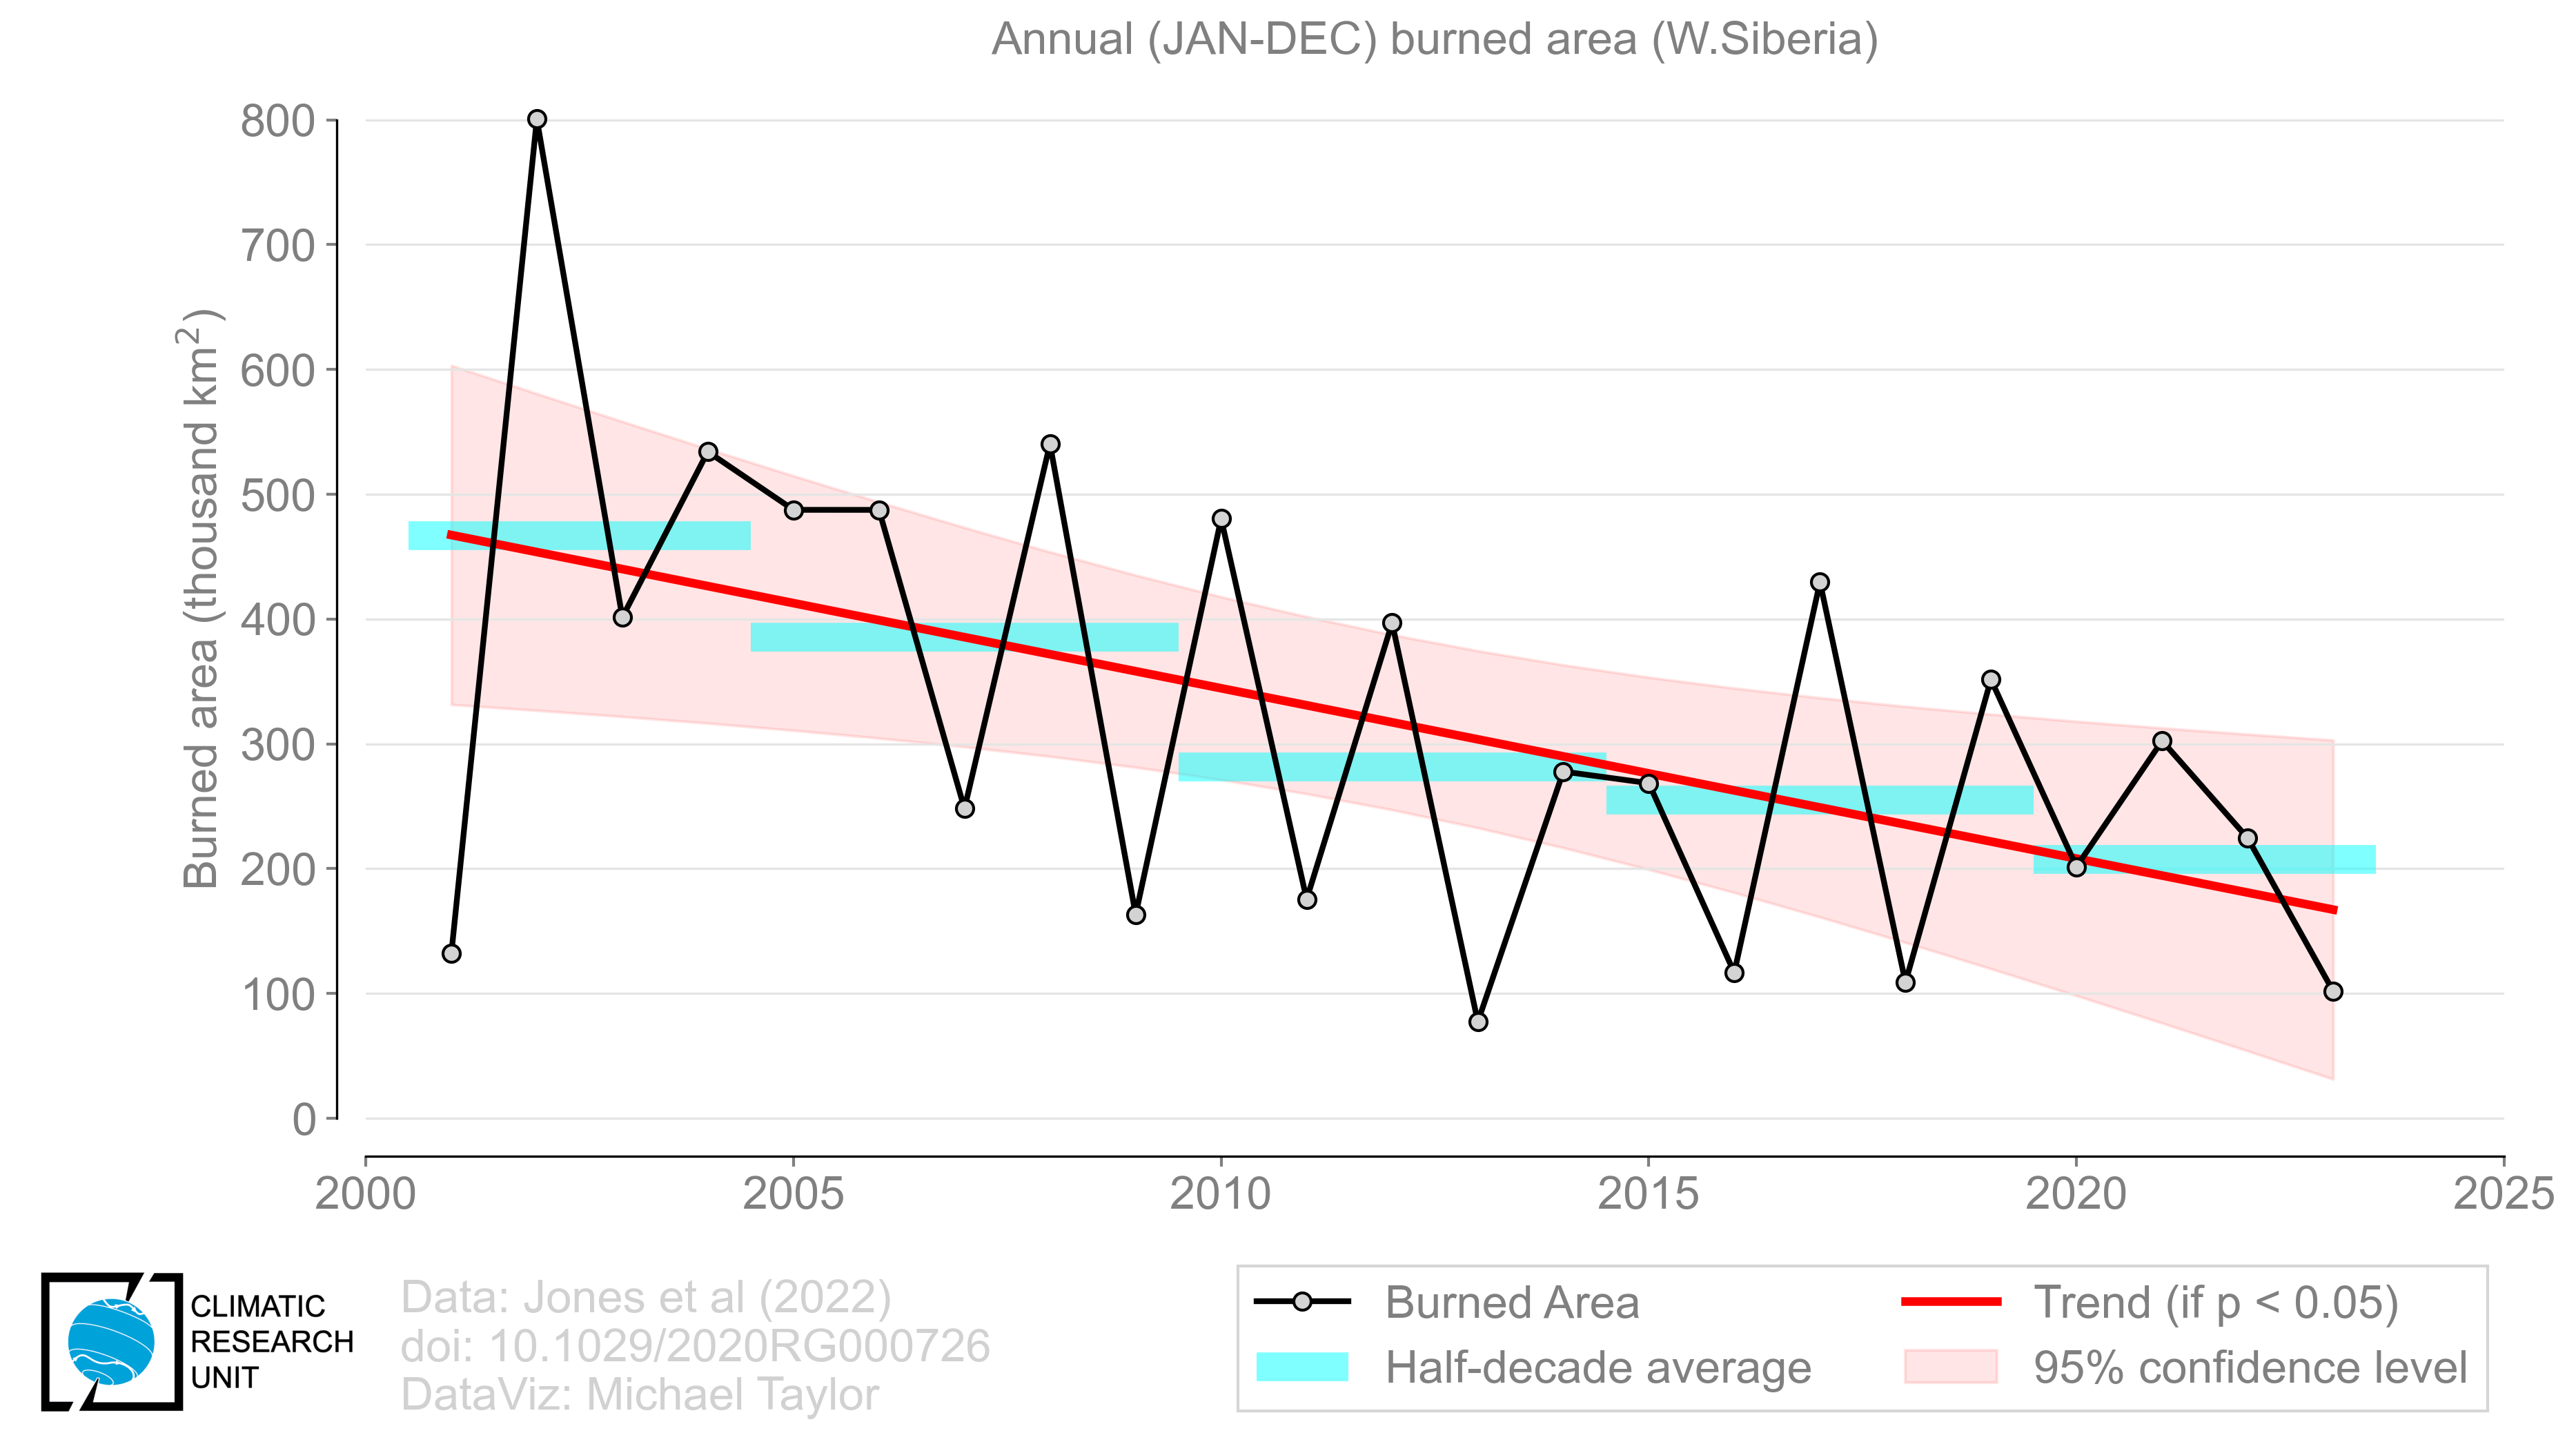 Annual (JAN-DEC) burned area (W.Siberia)
Burned area (thousand km²)
800
700
600
500
400
300
200
100
0
2000 2005 2010 2015 2020 2025
CLIMATIC
RESEARCH
UNIT
Data: Jones et al (2022)
doi: 10.1029/2020RG000726
DataViz: Michael Taylor
Burned Area
Half-decade average
Trend (if p < 0.05)
95% confidence level